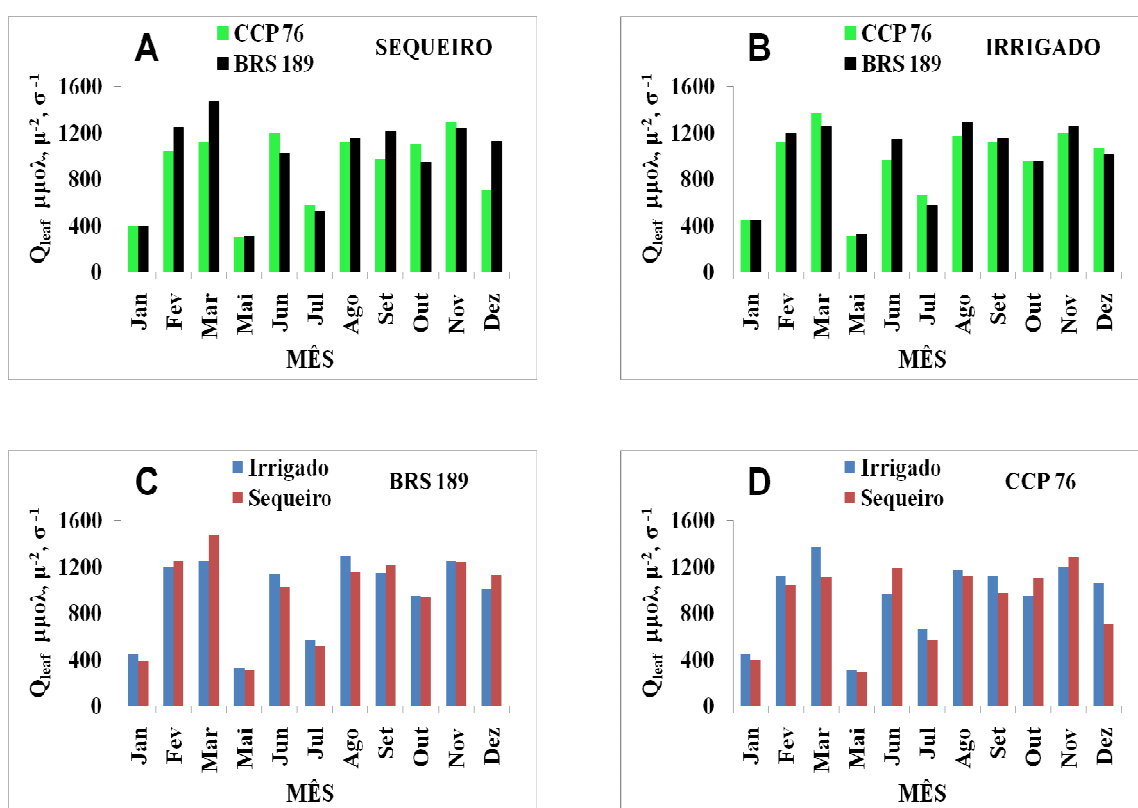 A
CCP 76
BRS 189
SEQUEIRO
1600
1200
800
400
0
Q_leaf μμολ, μ⁻², σ⁻¹
Jan Fev Mar Mai Jun Jul Ago Set Out Nov Dez
MÊS
B
CCP 76
BRS 189
IRRIGADO
1600
1200
800
400
0
Q_leaf μμολ, μ⁻², σ⁻¹
Jan Fev Mar Mai Jun Jul Ago Set Out Nov Dez
MÊS
C
Irrigado
Sequeiro
BRS 189
1600
1200
800
400
0
Q_leaf μμολ, μ⁻², σ⁻¹
Jan Fev Mar Mai Jun Jul Ago Set Out Nov Dez
MÊS
D
Irrigado
Sequeiro
CCP 76
1600
1200
800
400
0
Q_leaf μμολ, μ⁻², σ⁻¹
Jan Fev Mar Mai Jun Jul Ago Set Out Nov Dez
MÊS